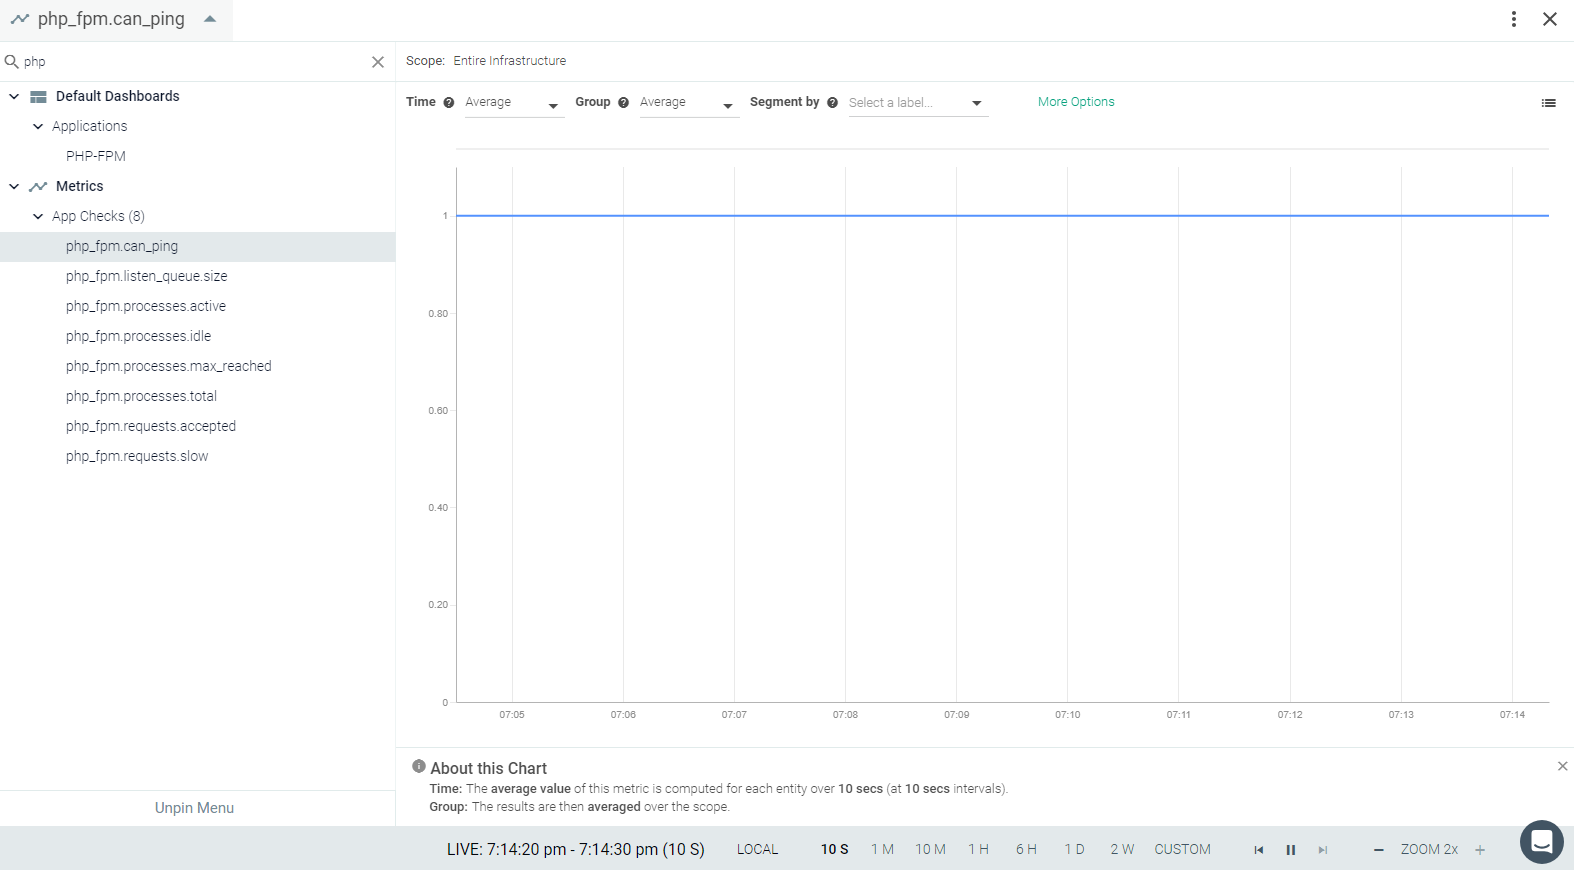 php_fpm.can_ping
php
Scope: Entire Infrastructure
Default Dashboards
Time Average Group Average Segment by Select a label... More Options
Applications
PHP-FPM
Metrics
App Checks (8)
php_fpm.can_ping
php_fpm.listen_queue.size
php_fpm.processes.active
php_fpm.processes.idle
php_fpm.processes.max_reached
php_fpm.processes.total
php_fpm.requests.accepted
php_fpm.requests.slow
1
0.80
0.60
0.40
0.20
0
07:05 07:06 07:07 07:08 07:09 07:10 07:11 07:12 07:13 07:14
About this Chart
Time: The average value of this metric is computed for each entity over 10 secs (at 10 secs intervals).
Group: The results are then averaged over the scope.
Unpin Menu
LIVE: 7:14:20 pm - 7:14:30 pm (10 S) LOCAL 10 S 1 M 10 M 1 H 6 H 1 D 2 W CUSTOM ZOOM 2x